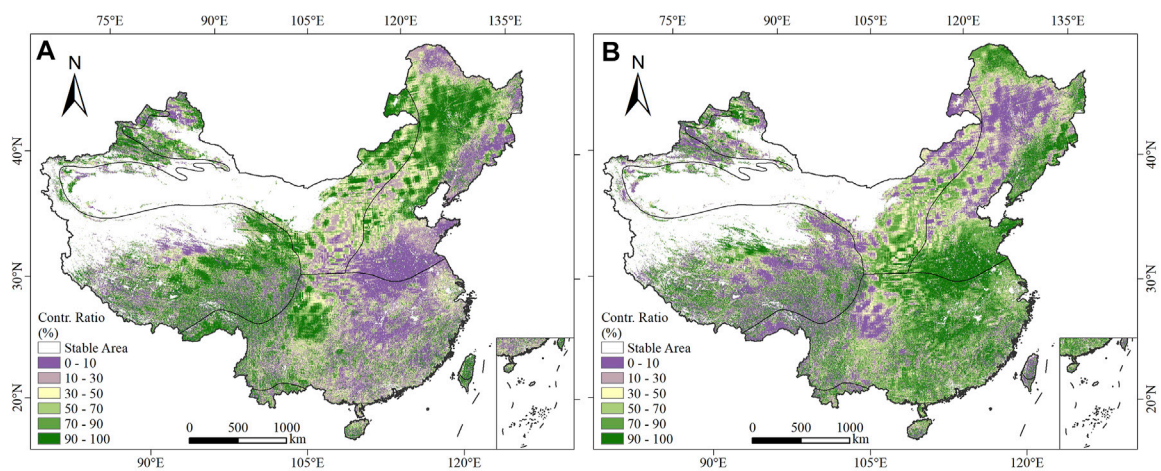 75°E 90°E 105°E 120°E 135°E
A
N
40°N
30°N
20°N
Contr. Ratio
(%)
Stable Area
0 - 10
10 - 30
30 - 50
50 - 70
70 - 90
90 - 100
0 500 1000
km
90°E 105°E 120°E
75°E 90°E 105°E 120°E 135°E
B
N
40°N
30°N
20°N
Contr. Ratio
(%)
Stable Area
0 - 10
10 - 30
30 - 50
50 - 70
70 - 90
90 - 100
0 500 1000
km
90°E 105°E 120°E